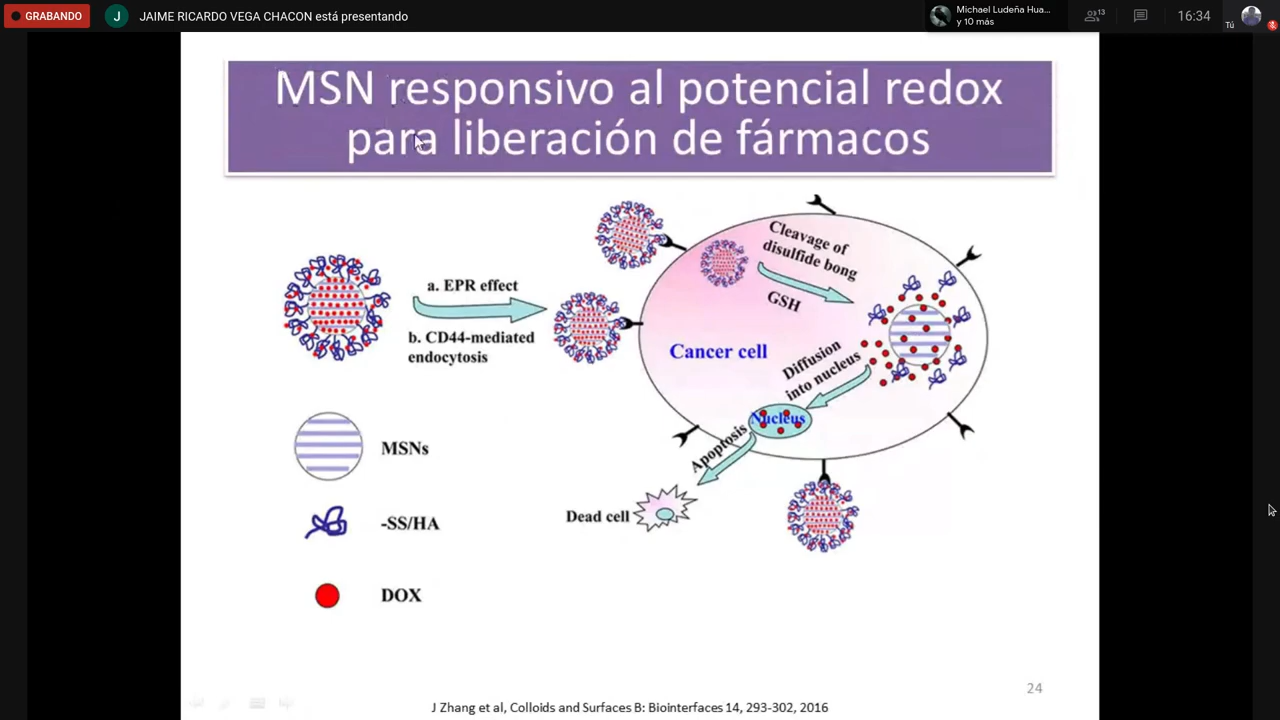 GRABANDO
J
JAIME RICARDO VEGA CHACON está presentando
Michael Ludeña Hua...
y 10 más
13
16:34
Tú
MSN responsivo al potencial redox
para liberación de fármacos
a. EPR effect
b. CD44-mediated
endocytosis
Cleavage of
disulfide bong
GSH
Cancer cell
Diffusion
into nucleus
Nucleus
Apoptosis
Dead cell
MSNs
-SS/HA
DOX
24
J Zhang et al, Colloids and Surfaces B: Biointerfaces 14, 293-302, 2016